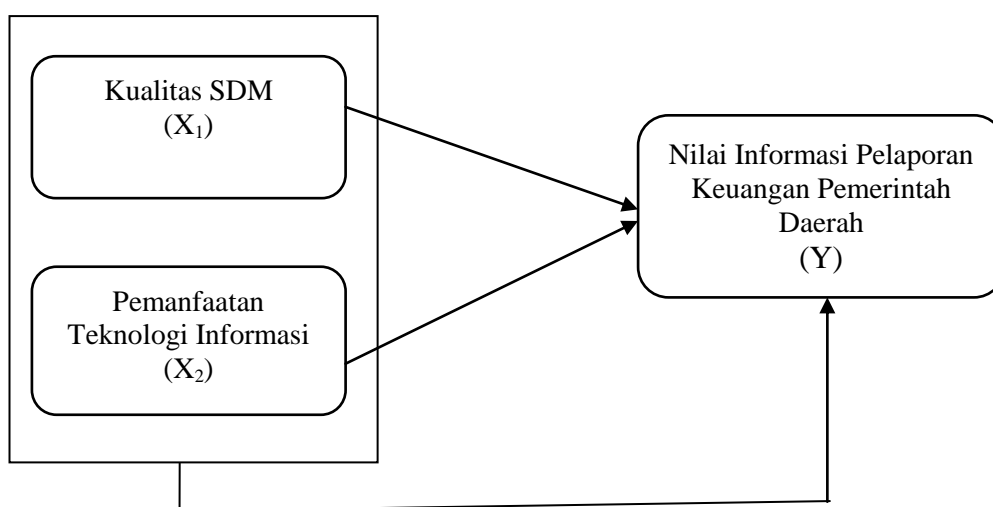 Kualitas SDM
(X₁)
Pemanfaatan
Teknologi Informasi
(X₂)
Nilai Informasi Pelaporan
Keuangan Pemerintah
Daerah
(Y)